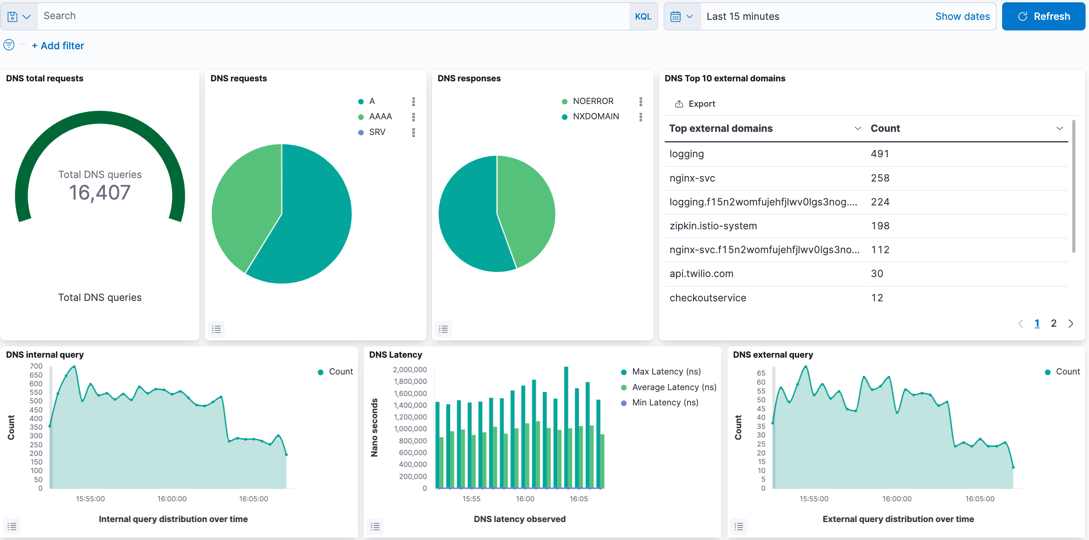 Search KQL Last 15 minutes Show dates Refresh
+ Add filter
DNS total requests
Total DNS queries
16,407
Total DNS queries
DNS requests
A
AAAA
SRV
DNS responses
NOERROR
NXDOMAIN
DNS Top 10 external domains
Export
Top external domains Count
logging 491
nginx-svc 258
logging.f15n2womfujehfjlwv0lgs3nog.... 224
zipkin.istio-system 198
nginx-svc.f15n2womfujehfjlwv0lgs3no... 112
api.twilio.com 30
checkoutservice 12
1 2
DNS internal query
Count
700
650
600
550
500
450
400
350
300
250
200
150
100
50
0
Count
15:55:00 16:00:00 16:05:00
Internal query distribution over time
DNS Latency
Max Latency (ns)
Average Latency (ns)
Min Latency (ns)
2,000,000
1,800,000
1,600,000
1,400,000
1,200,000
1,000,000
800,000
600,000
400,000
200,000
0
Nano seconds
15:55 16:00 16:05
DNS latency observed
DNS external query
Count
65
60
55
50
45
40
35
30
25
20
15
10
5
0
Count
15:55:00 16:00:00 16:05:00
External query distribution over time